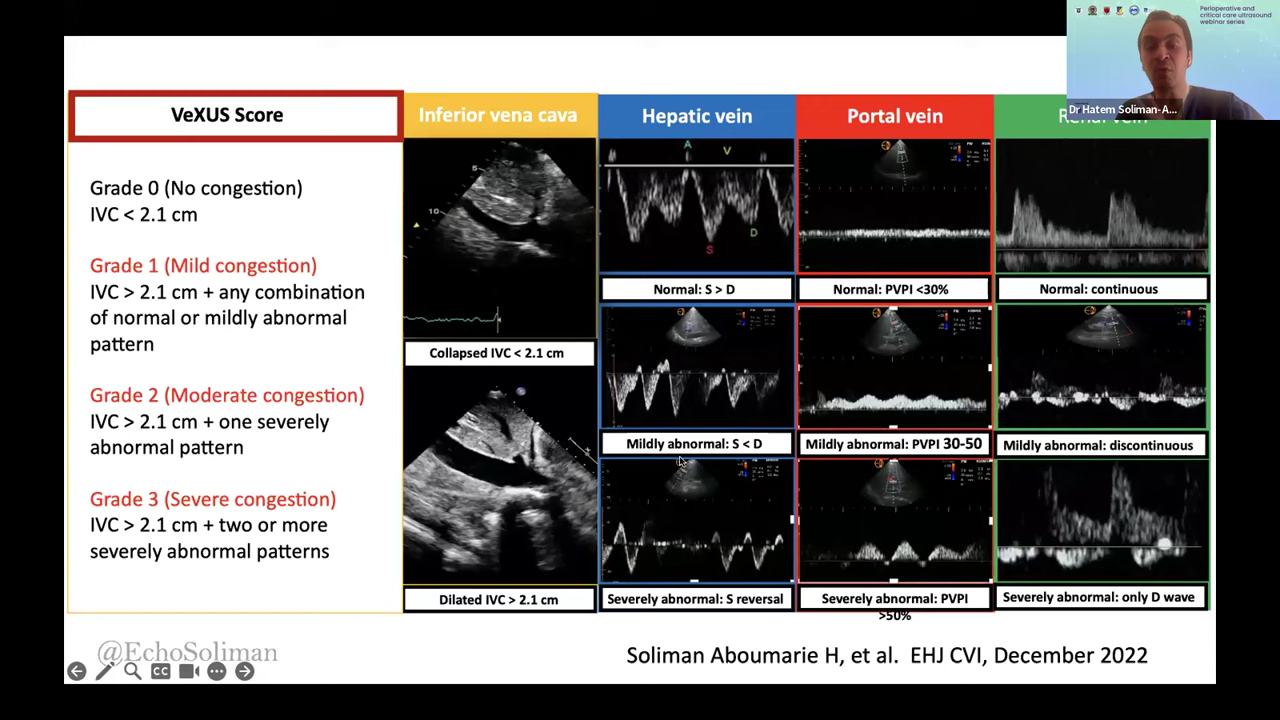 Perioperative and
critical care ultrasound
webinar series
Dr Hatem Soliman-A...
VeXUS Score
Grade 0 (No congestion)
IVC < 2.1 cm
Grade 1 (Mild congestion)
IVC > 2.1 cm + any combination
of normal or mildly abnormal
pattern
Grade 2 (Moderate congestion)
IVC > 2.1 cm + one severely
abnormal pattern
Grade 3 (Severe congestion)
IVC > 2.1 cm + two or more
severely abnormal patterns
Inferior vena cava
5
10
Collapsed IVC < 2.1 cm
Dilated IVC > 2.1 cm
Hepatic vein
A
V
S
D
Normal: S > D
Mildly abnormal: S < D
Severely abnormal: S reversal
Portal vein
Normal: PVPI <30%
Mildly abnormal: PVPI 30-50
Severely abnormal: PVPI
>50%
Normal: continuous
Mildly abnormal: discontinuous
Severely abnormal: only D wave
@EchoSoliman
CC
Soliman Aboumarie H, et al. EHJ CVI, December 2022